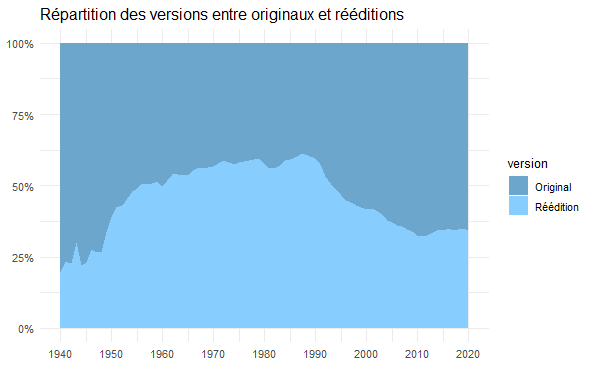 Répartition des versions entre originaux et rééditions
100%
75%
50%
25%
0%
1940 1950 1960 1970 1980 1990 2000 2010 2020
version
Original
Réédition